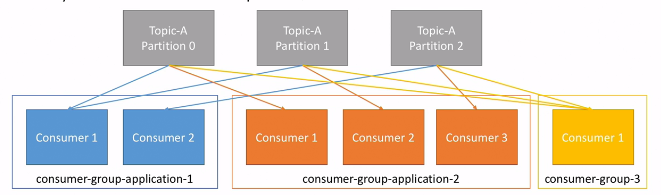 Topic-A
Partition 0
Topic-A
Partition 1
Topic-A
Partition 2
Consumer 1
Consumer 2
Consumer 1
Consumer 2
Consumer 3
Consumer 1
consumer-group-application-1
consumer-group-application-2
consumer-group-3